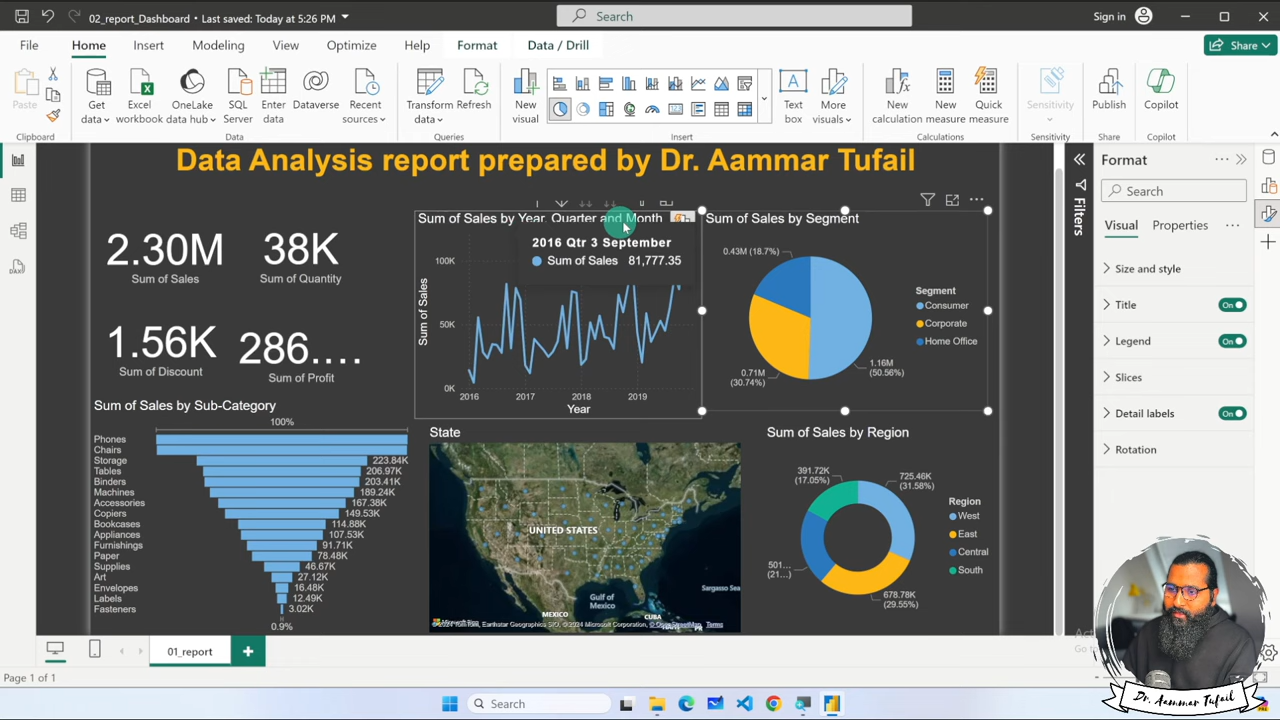 02_report_Dashboard • Last saved: Today at 5:26 PM
Search
Sign in
File
Home
Insert
Modeling
View
Optimize
Help
Format
Data / Drill
Share
Paste
Get data
Excel workbook
OneLake data hub
SQL Server
Enter data
Dataverse
Recent sources
Transform data
Refresh
New visual
Text box
More visuals
New calculation
New measure
Quick measure
Sensitivity
Publish
Copilot
Clipboard
Data
Queries
Insert
Calculations
Sensitivity
Share
Copilot
Data Analysis report prepared by Dr. Aammar Tufail
2.30M
Sum of Sales
38K
Sum of Quantity
1.56K
Sum of Discount
286....
Sum of Profit
Sum of Sales by Year, Quarter and Month
2016 Qtr 3 September
Sum of Sales 81,777.35
Sum of Sales
100K
50K
0K
2016
2017
2018
2019
Year
Sum of Sales by Segment
0.43M (18.7%)
0.71M
(30.74%)
1.16M
(50.56%)
Segment
Consumer
Corporate
Home Office
Sum of Sales by Sub-Category
100%
Phones
Chairs
Storage 223.84K
Tables 206.97K
Binders 203.41K
Machines 189.24K
Accessories 167.38K
Copiers 149.53K
Bookcases 114.88K
Appliances 107.53K
Furnishings 91.71K
Paper 78.48K
Supplies 46.67K
Art 27.12K
Envelopes 16.48K
Labels 12.49K
Fasteners 3.02K
0.9%
State
UNITED STATES
MEXICO
Gulf of
Mexico
CUBA
Sargasso Sea
Terms
Sum of Sales by Region
391.72K
(17.05%)
725.46K
(31.58%)
501...
(21...
678.78K
(29.55%)
Region
West
East
Central
South
Filters
Format
Search
Visual
Properties
Size and style
Title On
Legend On
Slices
Detail labels On
Rotation
01_report
Page 1 of 1
Search
Dr. Aammar Tufail